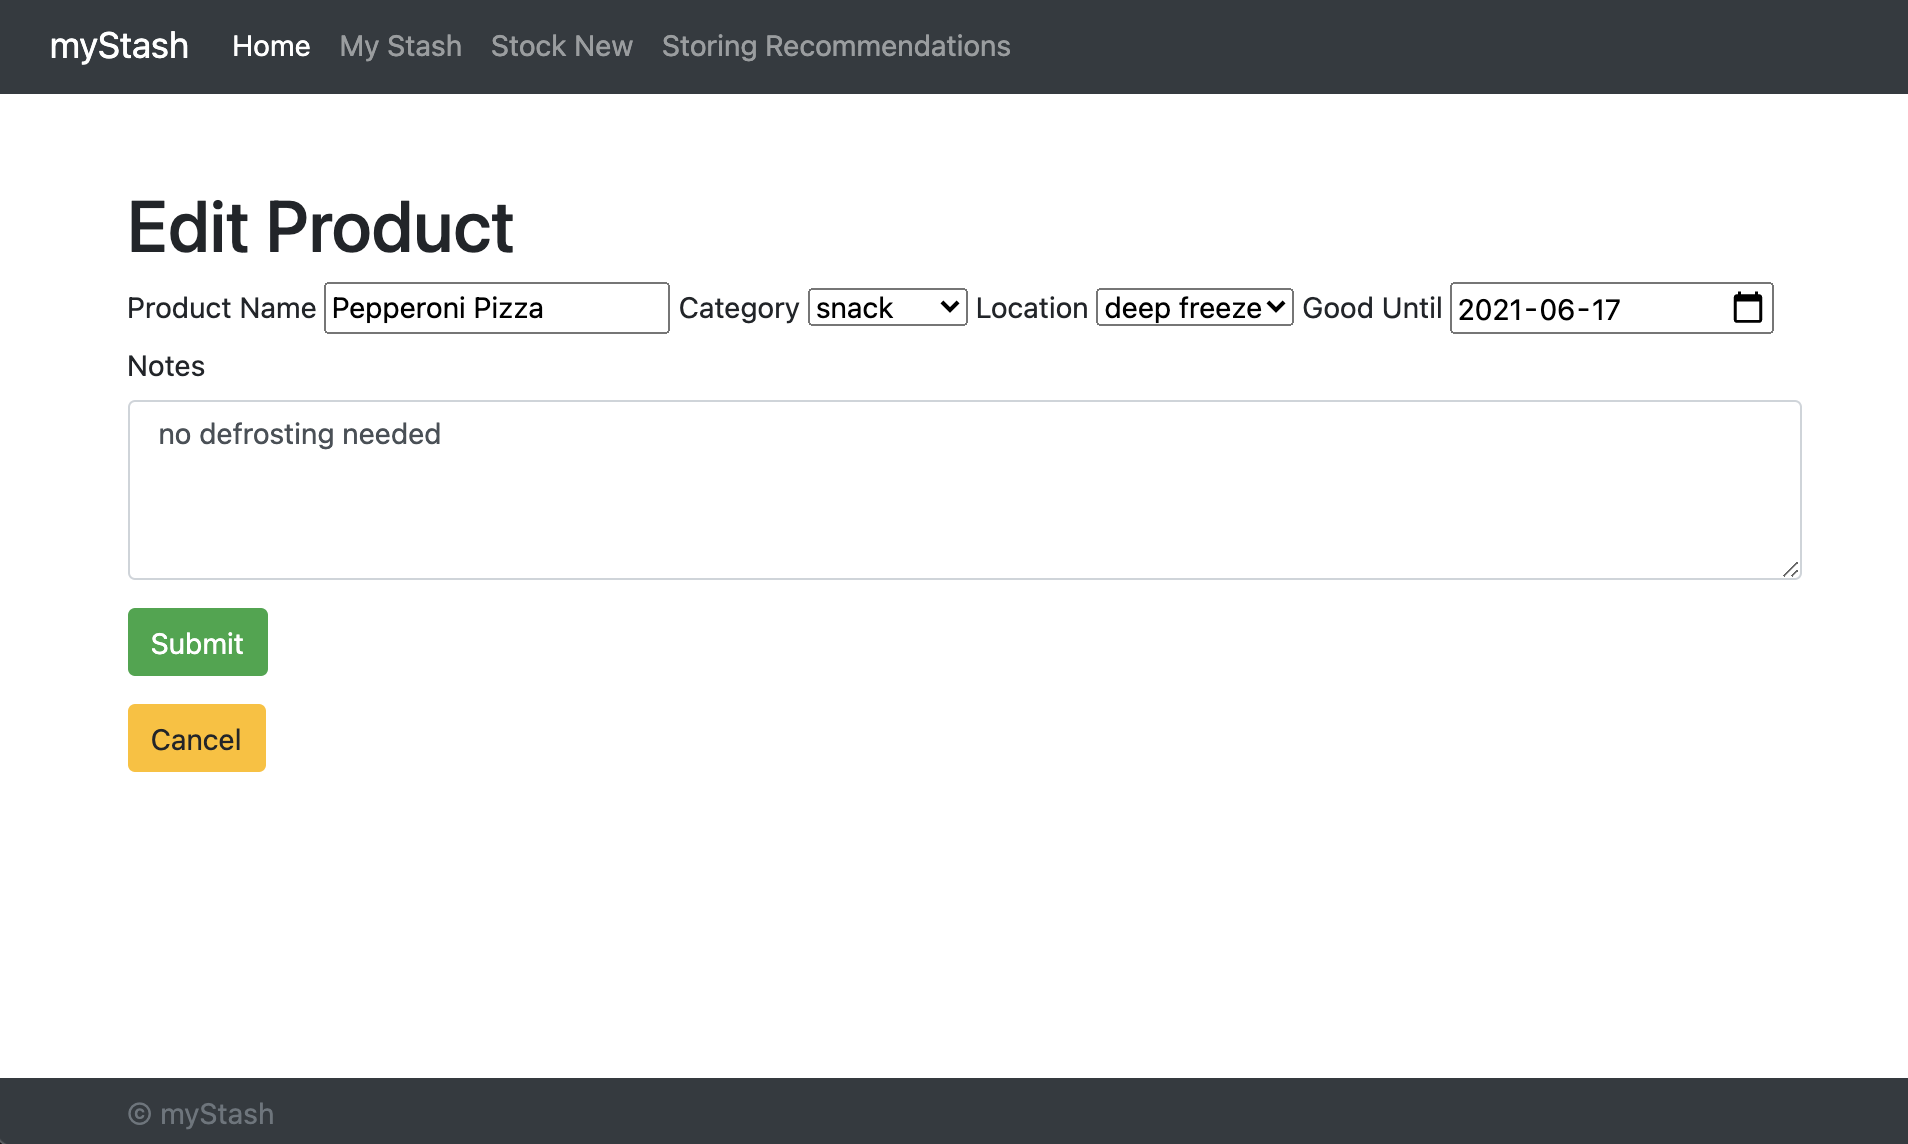 myStash Home My Stash Stock New Storing Recommendations
Edit Product
Product Name Pepperoni Pizza Category snack Location deep freeze Good Until 2021-06-17
Notes
no defrosting needed
Submit
Cancel
© myStash